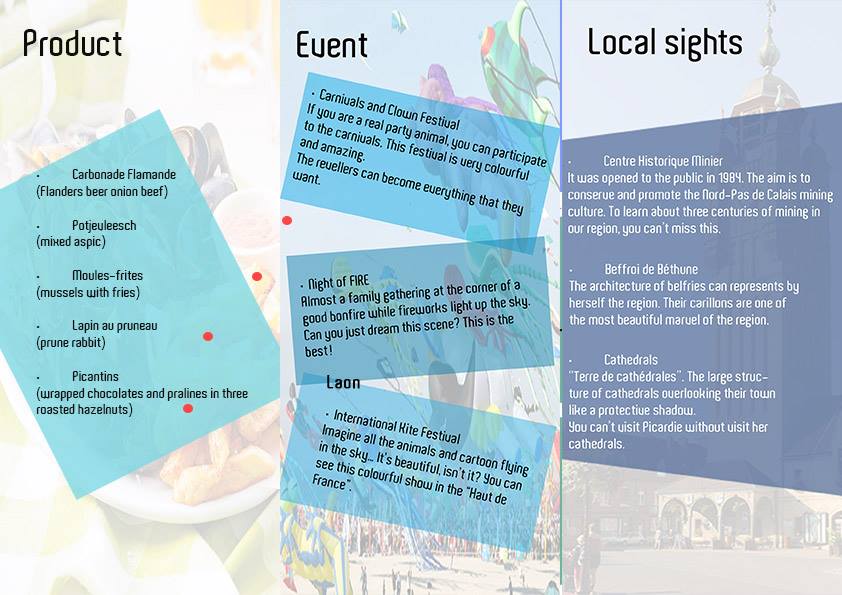 Product
• Carbonade Flamande
(Flanders beer onion beef)
• Potjeuleesch
(mixed aspic)
• Moules-frites
(mussels with fries)
• Lapin au pruneau
(prune rabbit)
• Picantins
(wrapped chocolates and pralines in three
roasted hazelnuts)
Event
• Carnivals and Clown Festival
If you are a real party animal, you can participate
to the carnivals. This festival is very colourful
and amazing.
The revellers can become everything that they
want.
• Night of FIRE
Almost a family gathering at the corner of a
good bonfire while fireworks light up the sky.
Can you just dream this scene? This is the
best!
Laon
• International Kite Festival
Imagine all the animals and cartoon flying
in the sky... It's beautiful, isn't it? You can
see this colourful show in the "Haut de
France".
Local sights
• Centre Historique Minier
It was opened to the public in 1984. The aim is to
conserve and promote the Nord-Pas de Calais mining
culture. To learn about three centuries of mining in
our region, you can't miss this.
• Beffroi de Béthune
The architecture of belfries can represents by
herself the region. Their carillons are one of
the most beautiful marvel of the region.
• Cathedrals
"Terre de cathédrales". The large struc-
ture of cathedrals overlooking their town
like a protective shadow.
You can't visit Picardie without visit her
cathedrals.